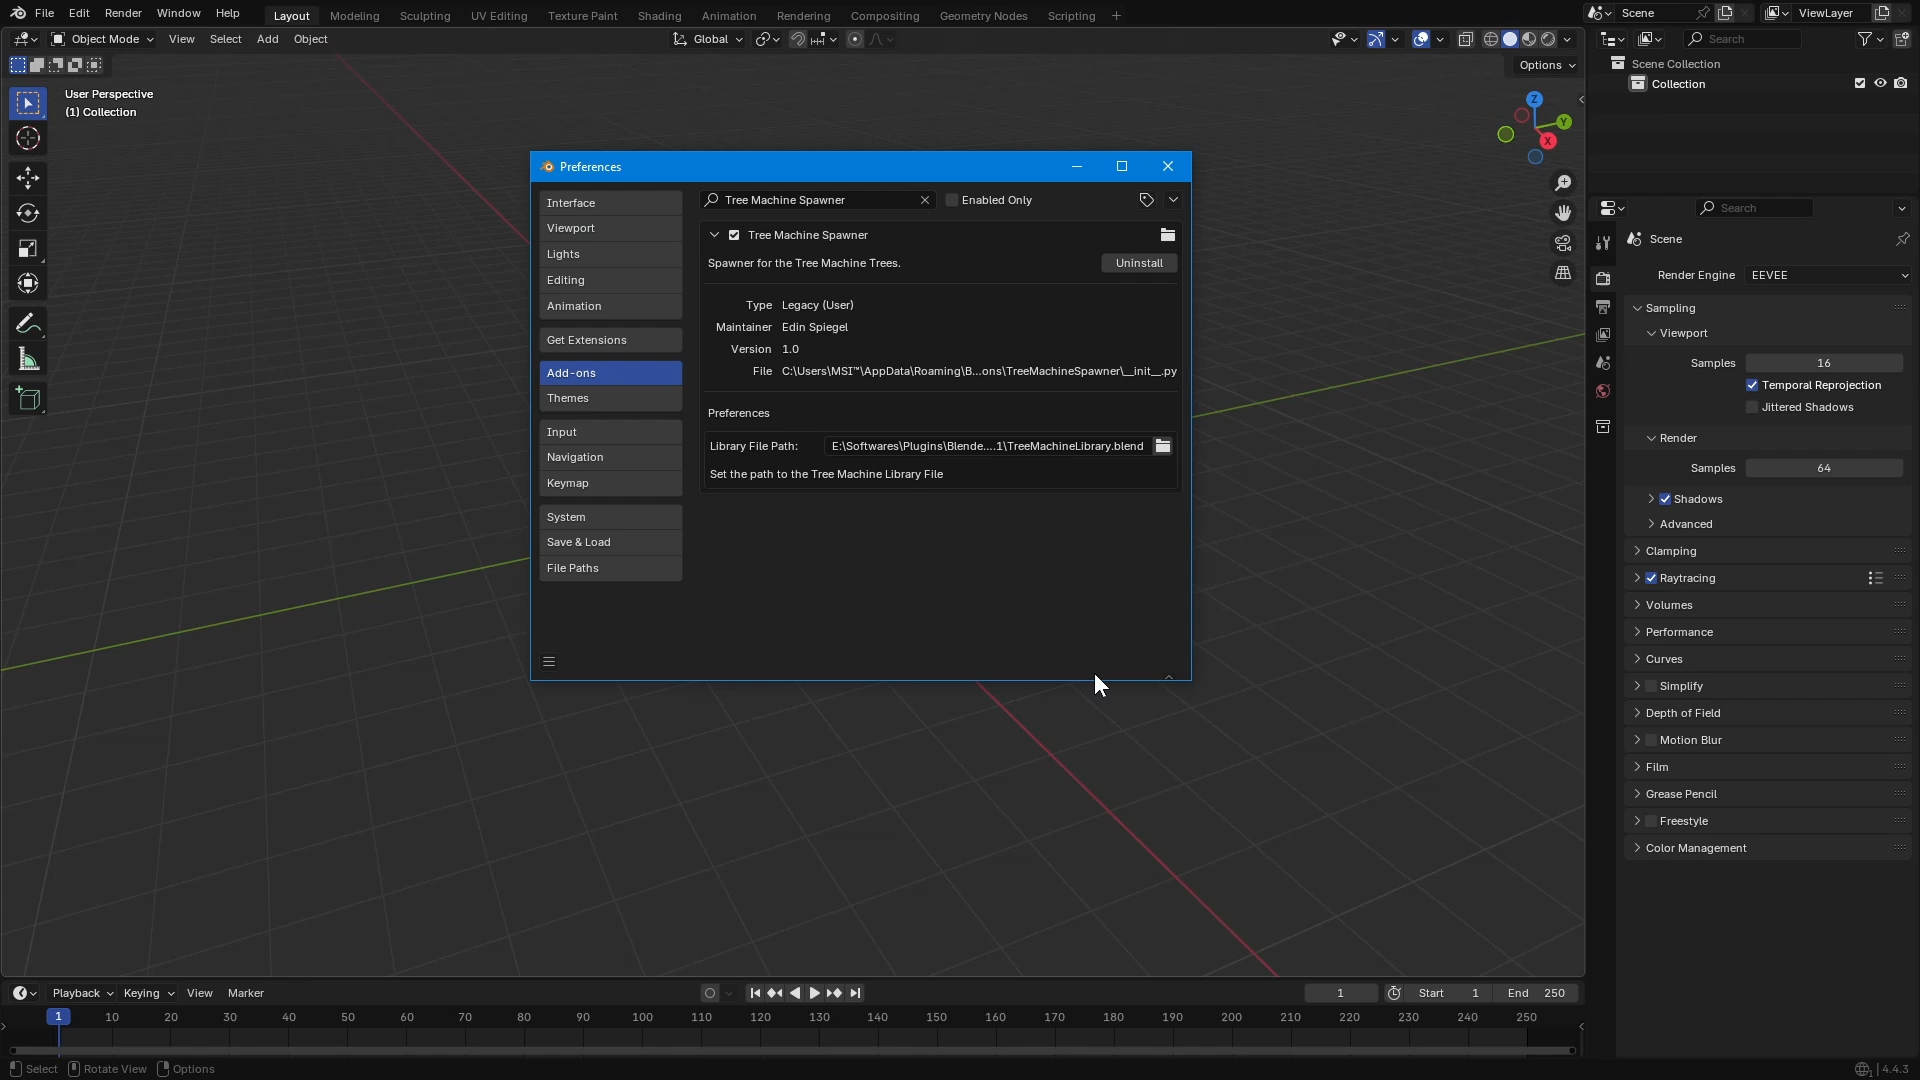 File Edit Render Window Help Layout Modeling Sculpting UV Editing Texture Paint Shading Animation Rendering Compositing Geometry Nodes Scripting + Scene ViewLayer
Object Mode View Select Add Object Global Search
Options
User Perspective
(1) Collection
Scene Collection
Collection
Z
Y
X
Preferences
Interface
Viewport
Lights
Editing
Animation
Get Extensions
Add-ons
Themes
Input
Navigation
Keymap
System
Save & Load
File Paths
Tree Machine Spawner Enabled Only
Tree Machine Spawner
Spawner for the Tree Machine Trees. Uninstall
Type Legacy (User)
Maintainer Edin Spiegel
Version 1.0
File C:\Users\MSI™\AppData\Roaming\B...ons\TreeMachineSpawner\__init__.py
Preferences
Library File Path: E:\Softwares\Plugins\Blende....1\TreeMachineLibrary.blend
Set the path to the Tree Machine Library File
Search
Scene
Render Engine EEVEE
Sampling
Viewport
Samples 16
Temporal Reprojection
Jittered Shadows
Render
Samples 64
Shadows
Advanced
Clamping
Raytracing
Volumes
Performance
Curves
Simplify
Depth of Field
Motion Blur
Film
Grease Pencil
Freestyle
Color Management
Playback Keying View Marker 1 Start 1 End 250
1 10 20 30 40 50 60 70 80 90 100 110 120 130 140 150 160 170 180 190 200 210 220 230 240 250
Select Rotate View Options 4.4.3